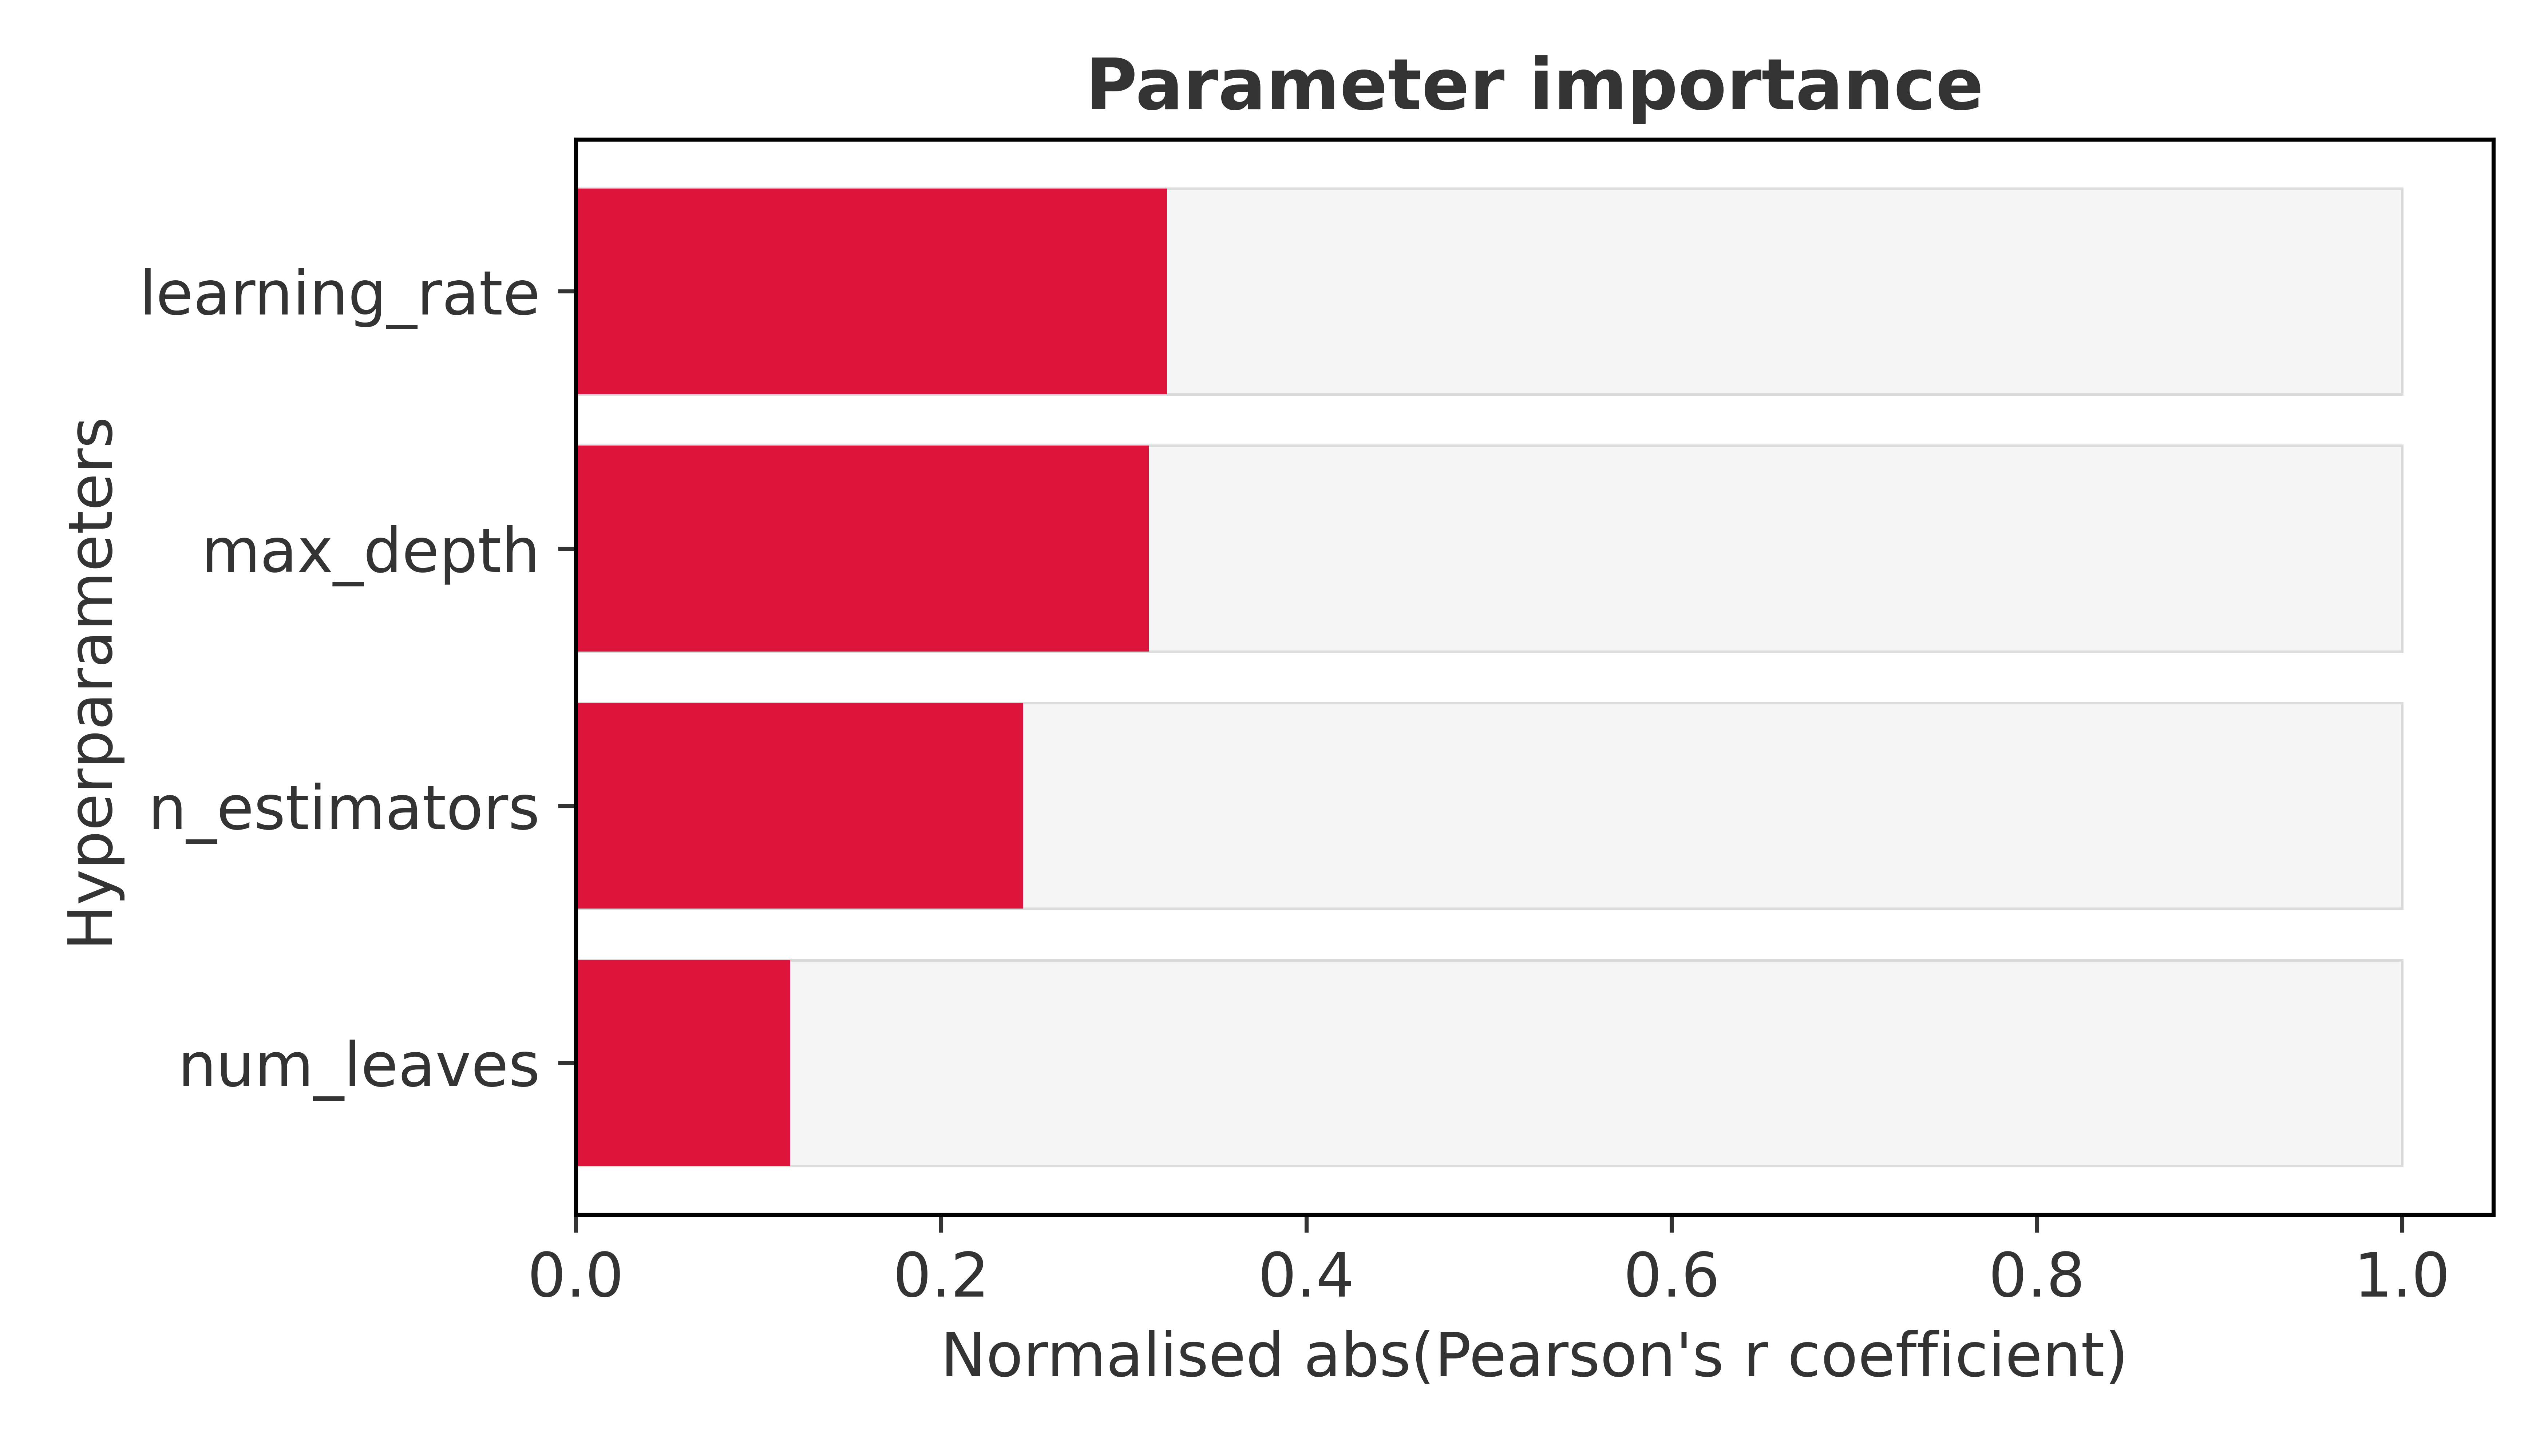 Parameter importance
Hyperparameters
learning_rate
max_depth
n_estimators
num_leaves
0.0 0.2 0.4 0.6 0.8 1.0
Normalised abs(Pearson's r coefficient)